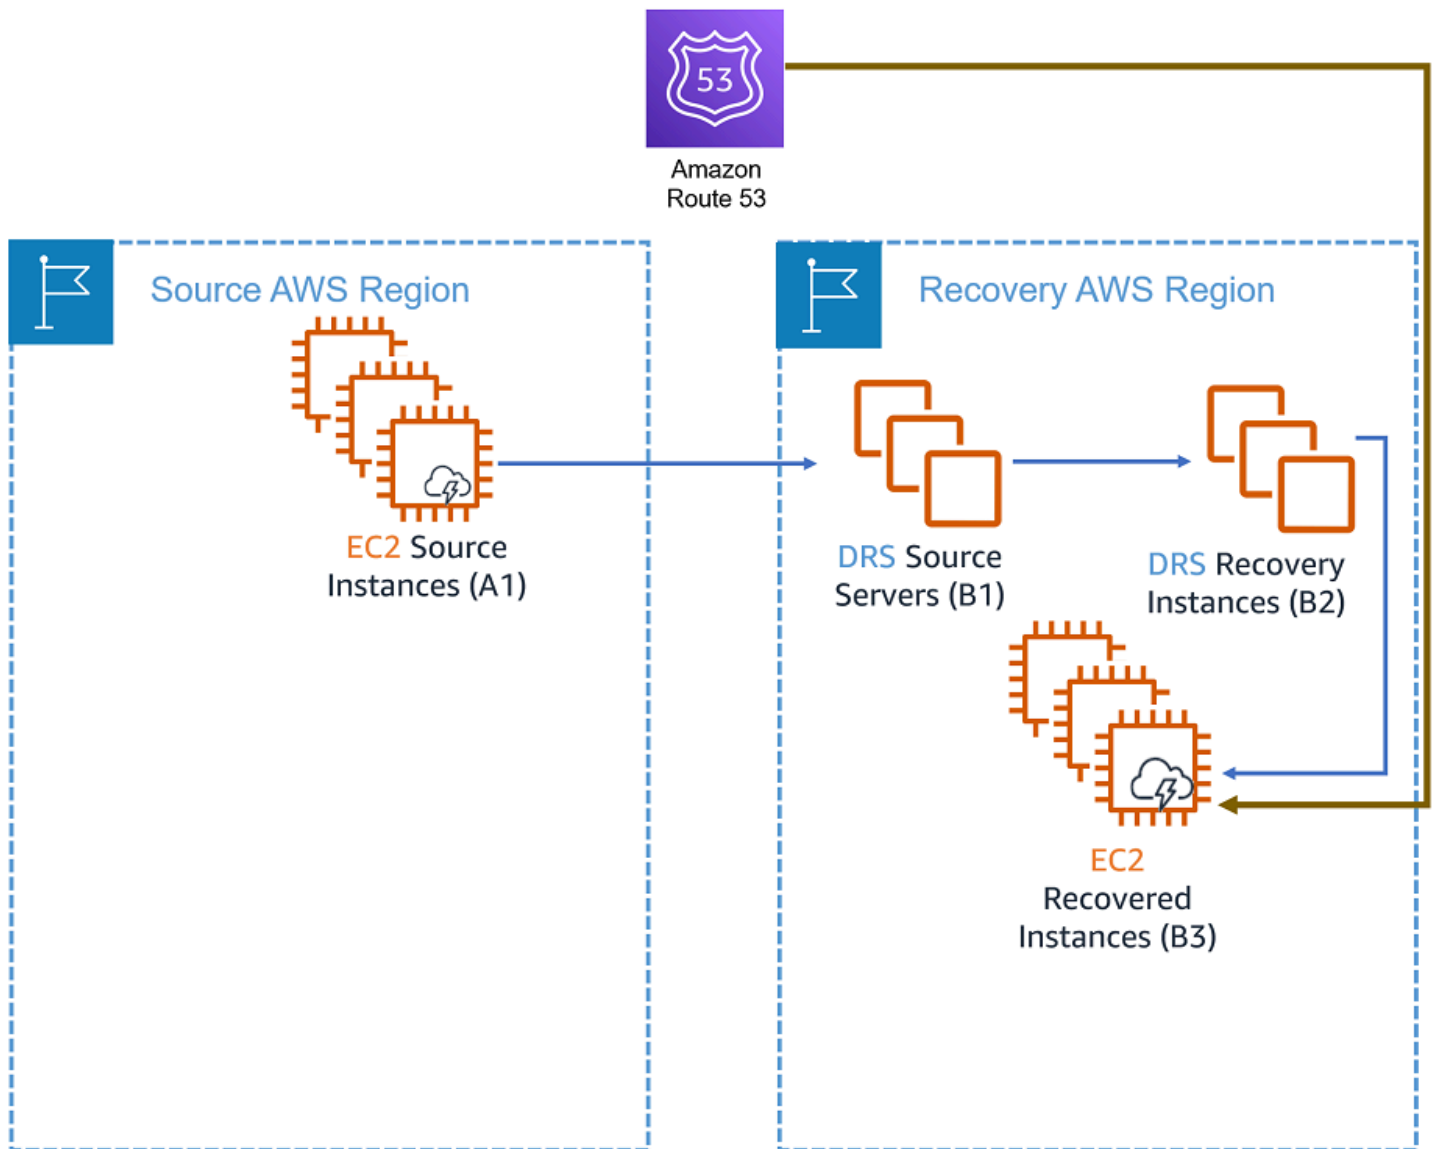 53
Amazon
Route 53
Source AWS Region
Recovery AWS Region
EC2 Source
Instances (A1)
DRS Source
Servers (B1)
DRS Recovery
Instances (B2)
EC2
Recovered
Instances (B3)